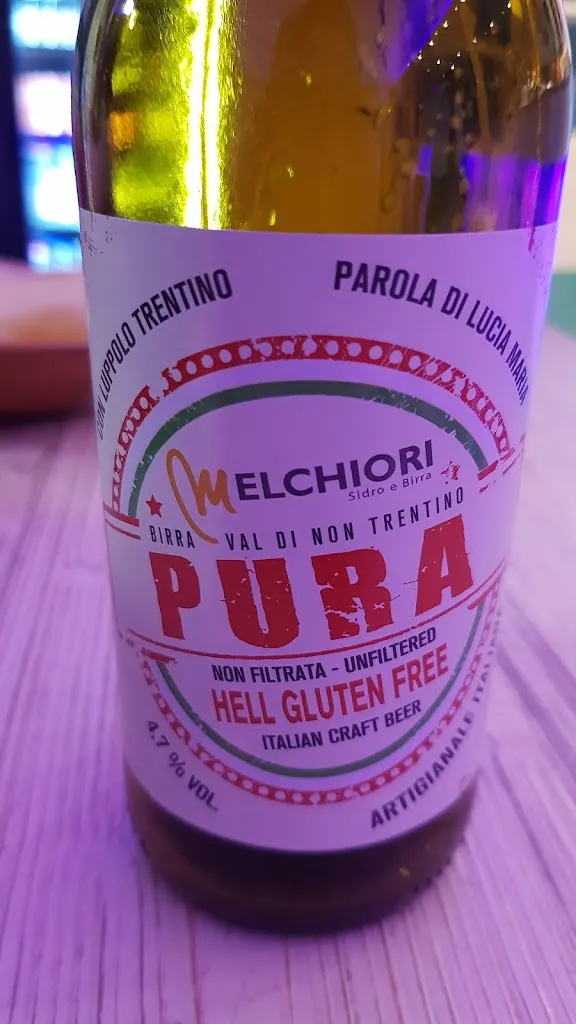 CON LUPPOLO TRENTINO
PAROLA DI LUCIA MARIA
MELCHIORI
Sidro e Birra
BIRRA VAL DI NON TRENTINO
PURA
NON FILTRATA - UNFILTERED
HELL GLUTEN FREE
ITALIAN CRAFT BEER
4.7 % VOL.
ARTIGIANALE